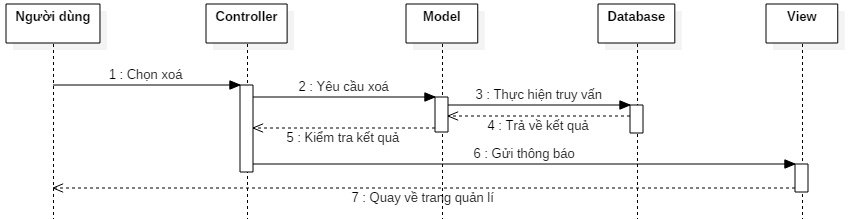 Người dùng
Controller
Model
Database
View
1 : Chọn xoá
2 : Yêu cầu xoá
3 : Thực hiện truy vấn
4 : Trả về kết quả
5 : Kiểm tra kết quả
6 : Gửi thông báo
7 : Quay về trang quản lí